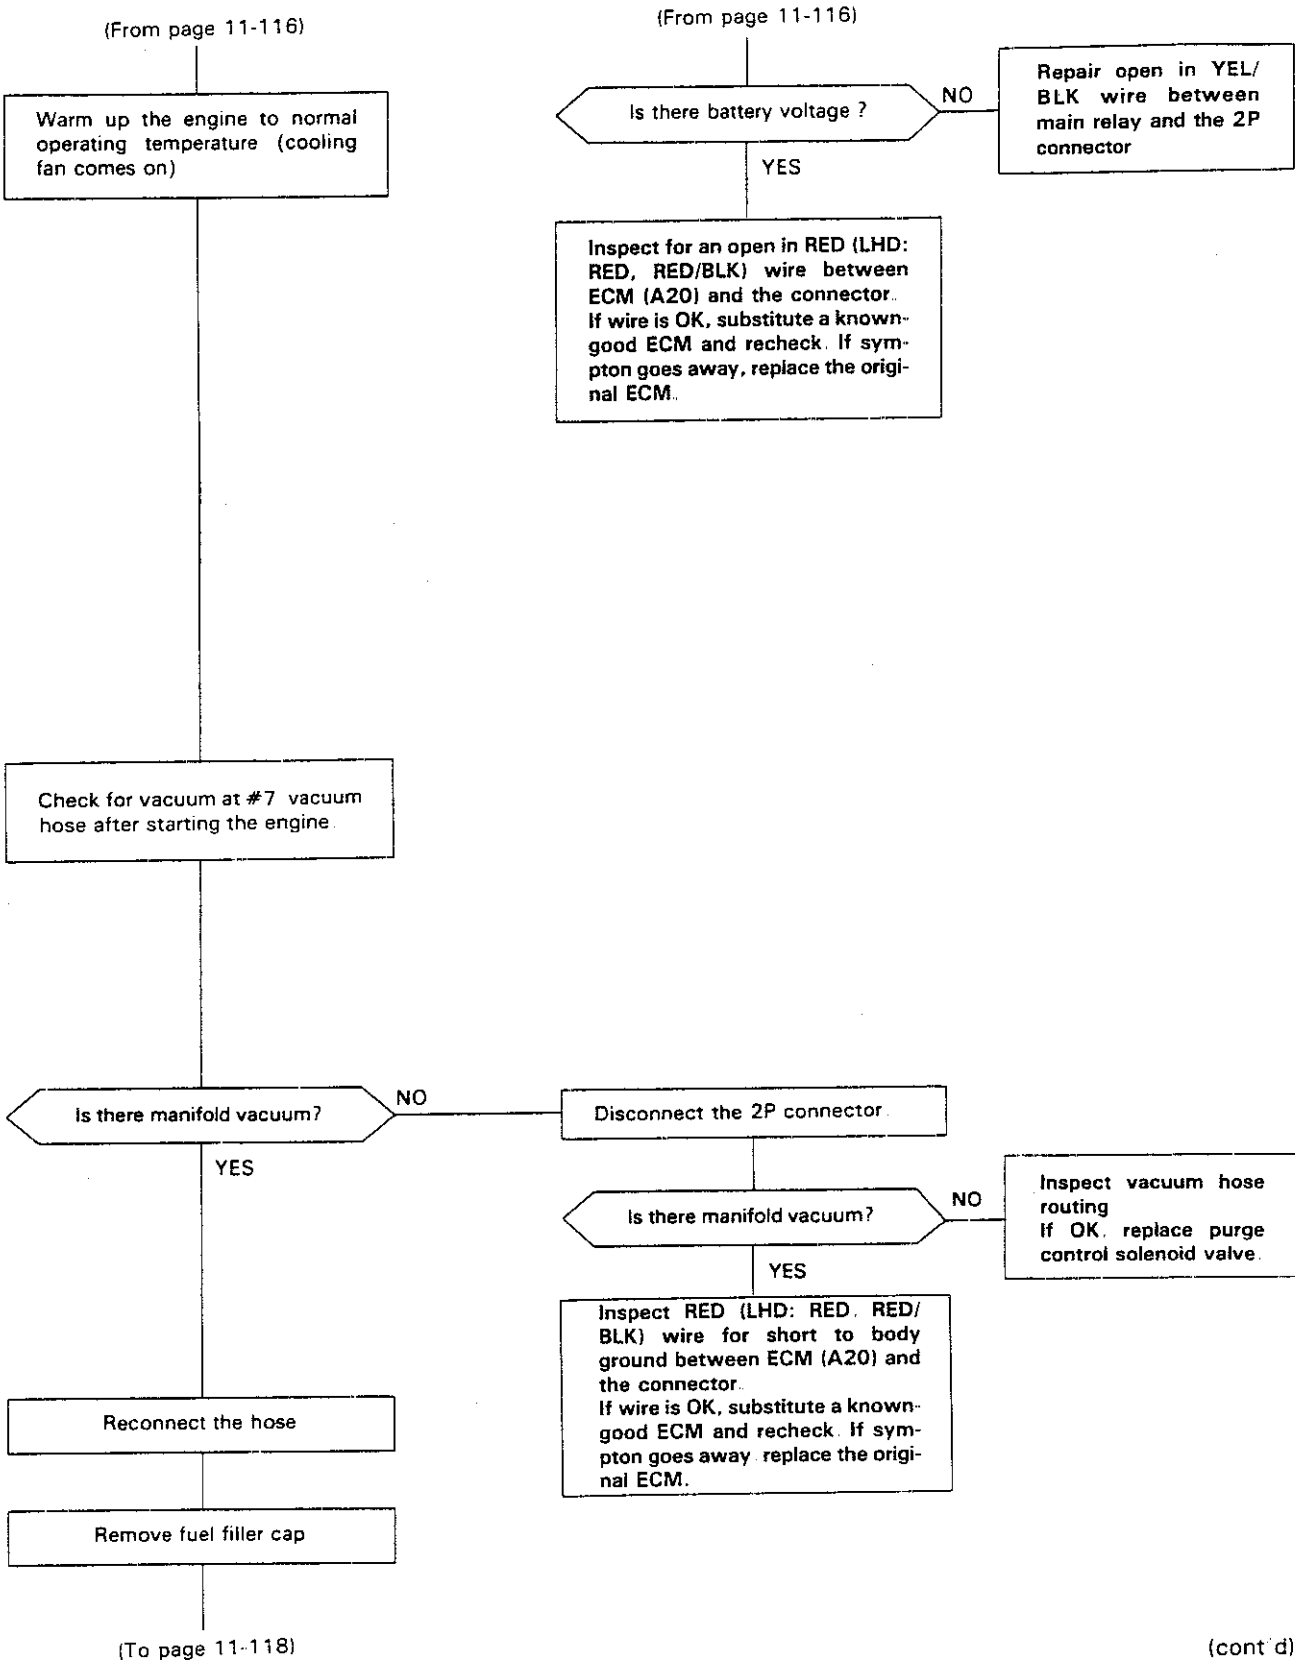 (From page 11-116)
Warm up the engine to normal
operating temperature (cooling
fan comes on)
Check for vacuum at #7 vacuum
hose after starting the engine.
Is there manifold vacuum?
NO
YES
Reconnect the hose
Remove fuel filler cap
(To page 11-118)
(From page 11-116)
Is there battery voltage ?
NO
YES
Repair open in YEL/
BLK wire between
main relay and the 2P
connector
Inspect for an open in RED (LHD:
RED, RED/BLK) wire between
ECM (A20) and the connector.
If wire is OK, substitute a known-
good ECM and recheck. If sym-
pton goes away, replace the origi-
nal ECM.
Disconnect the 2P connector.
Is there manifold vacuum?
NO
YES
Inspect vacuum hose
routing
If OK. replace purge
control solenoid valve.
Inspect RED (LHD: RED. RED/
BLK) wire for short to body
ground between ECM (A20) and
the connector.
If wire is OK, substitute a known-
good ECM and recheck. If sym-
pton goes away. replace the origi-
nal ECM.
(cont'd)